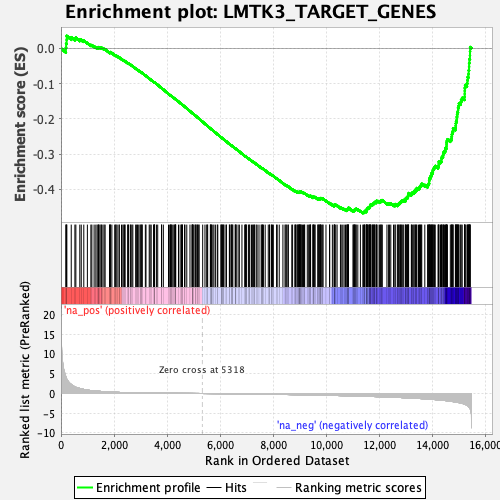 Enrichment plot: LMTK3_TARGET_GENES
Enrichment score (ES)
0.0
-0.1
-0.2
-0.3
-0.4
'na_pos' (positively correlated)
Ranked list metric (PreRanked)
20
15
10
5
0
-5
-10
Zero cross at 5318
'na_neg' (negatively correlated)
0
2,000
4,000
6,000
8,000
10,000
12,000
14,000
16,000
Rank in Ordered Dataset
Enrichment profile
Hits
Ranking metric scores